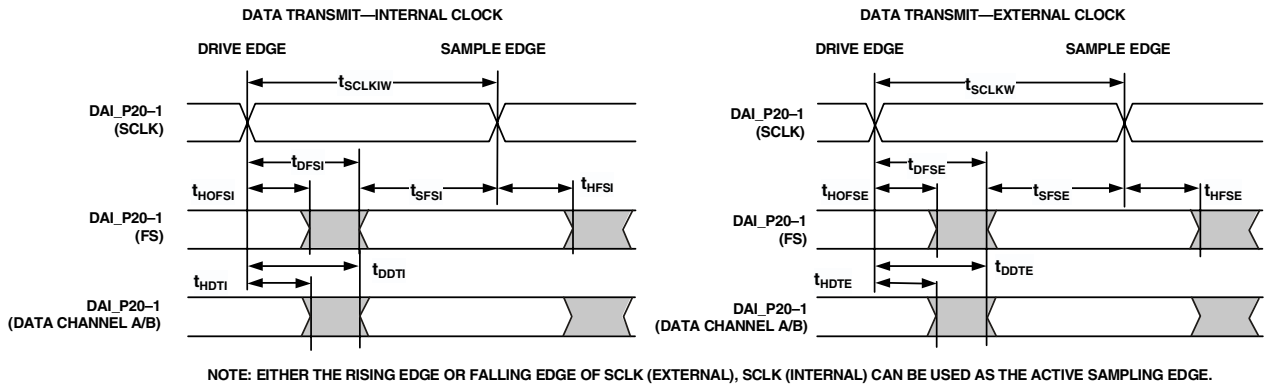 DATA TRANSMIT—INTERNAL CLOCK
DRIVE EDGE
SAMPLE EDGE
tSCLKIW
DAI_P20–1
(SCLK)
tDFSI
tHOFSI
tSFSI
tHFSI
DAI_P20–1
(FS)
tDDTI
tHDTI
DAI_P20–1
(DATA CHANNEL A/B)
DATA TRANSMIT—EXTERNAL CLOCK
DRIVE EDGE
SAMPLE EDGE
tSCLKW
DAI_P20–1
(SCLK)
tDFSE
tHOFSE
tSFSE
tHFSE
DAI_P20–1
(FS)
tDDTE
tHDTE
DAI_P20–1
(DATA CHANNEL A/B)
NOTE: EITHER THE RISING EDGE OR FALLING EDGE OF SCLK (EXTERNAL), SCLK (INTERNAL) CAN BE USED AS THE ACTIVE SAMPLING EDGE.